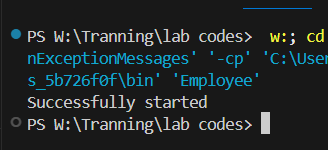 PS W:\Tranning\lab codes> w:; cd
nExceptionMessages' '-cp' 'C:\User
s_5b726f0f\bin' 'Employee'
Successfully started
PS W:\Tranning\lab codes>